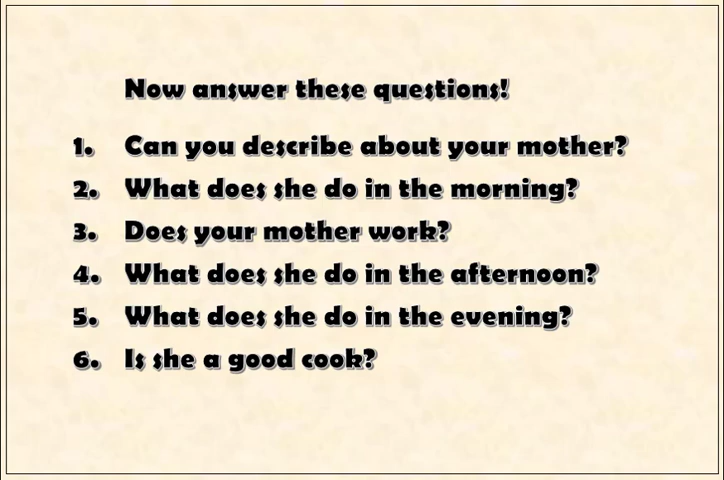 Now answer these questions!
1. Can you describe about your mother?
2. What does she do in the morning?
3. Does your mother work?
4. What does she do in the afternoon?
5. What does she do in the evening?
6. Is she a good cook?